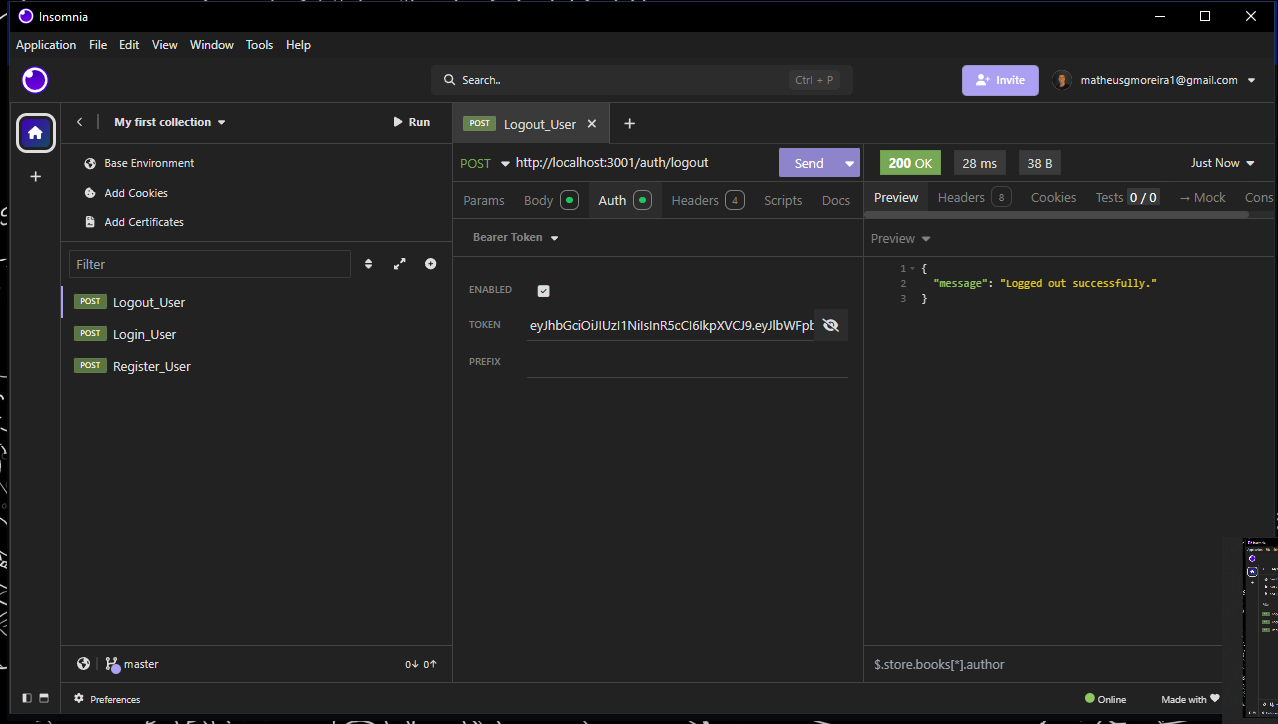 Insomnia
Application File Edit View Window Tools Help
Search.. Ctrl + P
Invite
matheusgmoreira1@gmail.com
My first collection
Run
Base Environment
Add Cookies
Add Certificates
Filter
POST Logout_User
POST Login_User
POST Register_User
master
0 0
Preferences
POST Logout_User
POST http://localhost:3001/auth/logout Send
Params Body Auth Headers 4 Scripts Docs
Bearer Token
ENABLED
TOKEN eyJhbGciOiJIUzI1NiIsInR5cCI6IkpXVCJ9.eyJlbWFpb
PREFIX
200 OK 28 ms 38 B Just Now
Preview Headers 8 Cookies Tests 0 / 0 → Mock Cons
Preview
1 {
2 "message": "Logged out successfully."
3 }
$.store.books[*].author
Online
Made with